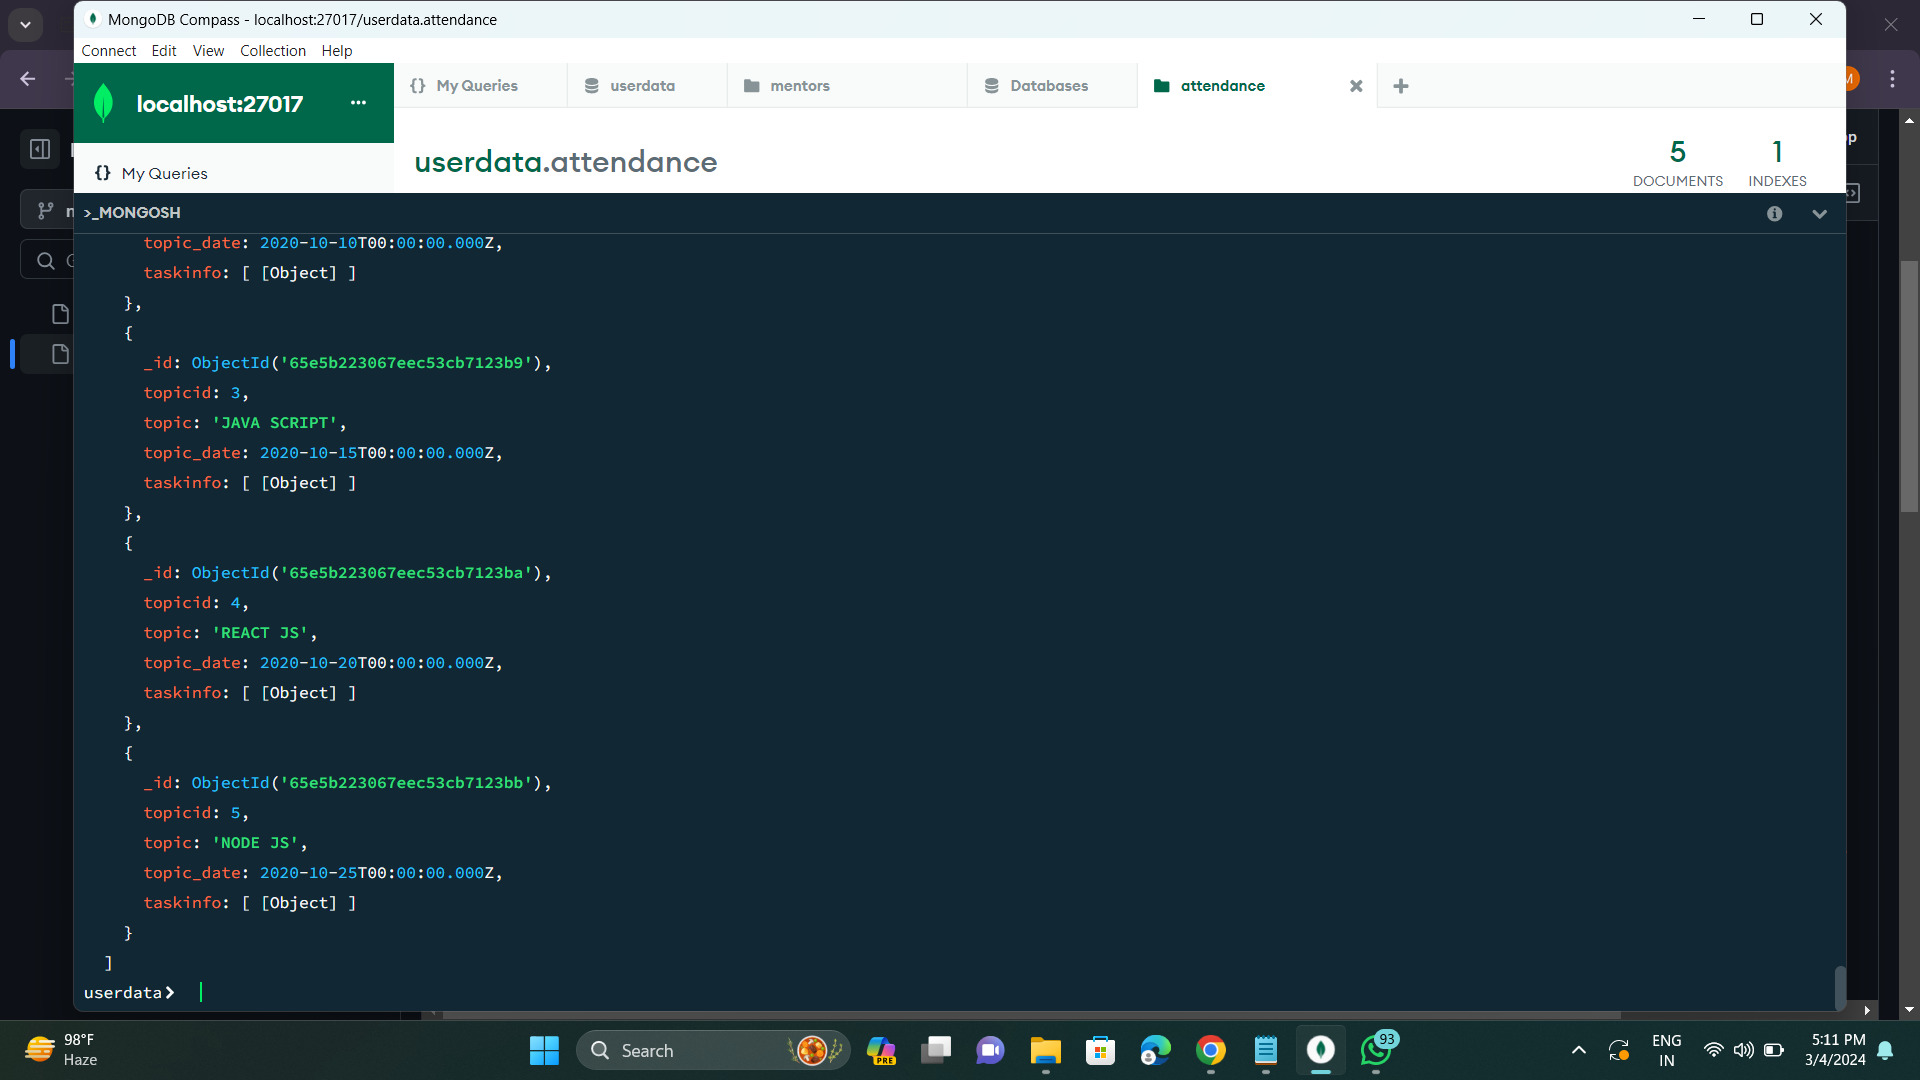 MongoDB Compass - localhost:27017/userdata.attendance
Connect Edit View Collection Help
localhost:27017 ...
{} My Queries userdata mentors Databases attendance
{} My Queries
userdata.attendance
5 DOCUMENTS
1 INDEXES
>_MONGOSH
topic_date: 2020-10-10T00:00:00.000Z,
taskinfo: [ [Object] ]
},
{
_id: ObjectId('65e5b223067eec53cb7123b9'),
topicid: 3,
topic: 'JAVA SCRIPT',
topic_date: 2020-10-15T00:00:00.000Z,
taskinfo: [ [Object] ]
},
{
_id: ObjectId('65e5b223067eec53cb7123ba'),
topicid: 4,
topic: 'REACT JS',
topic_date: 2020-10-20T00:00:00.000Z,
taskinfo: [ [Object] ]
},
{
_id: ObjectId('65e5b223067eec53cb7123bb'),
topicid: 5,
topic: 'NODE JS',
topic_date: 2020-10-25T00:00:00.000Z,
taskinfo: [ [Object] ]
}
]
userdata>
98°F
Haze
Search
PRE
93
ENG
IN
5:11 PM
3/4/2024